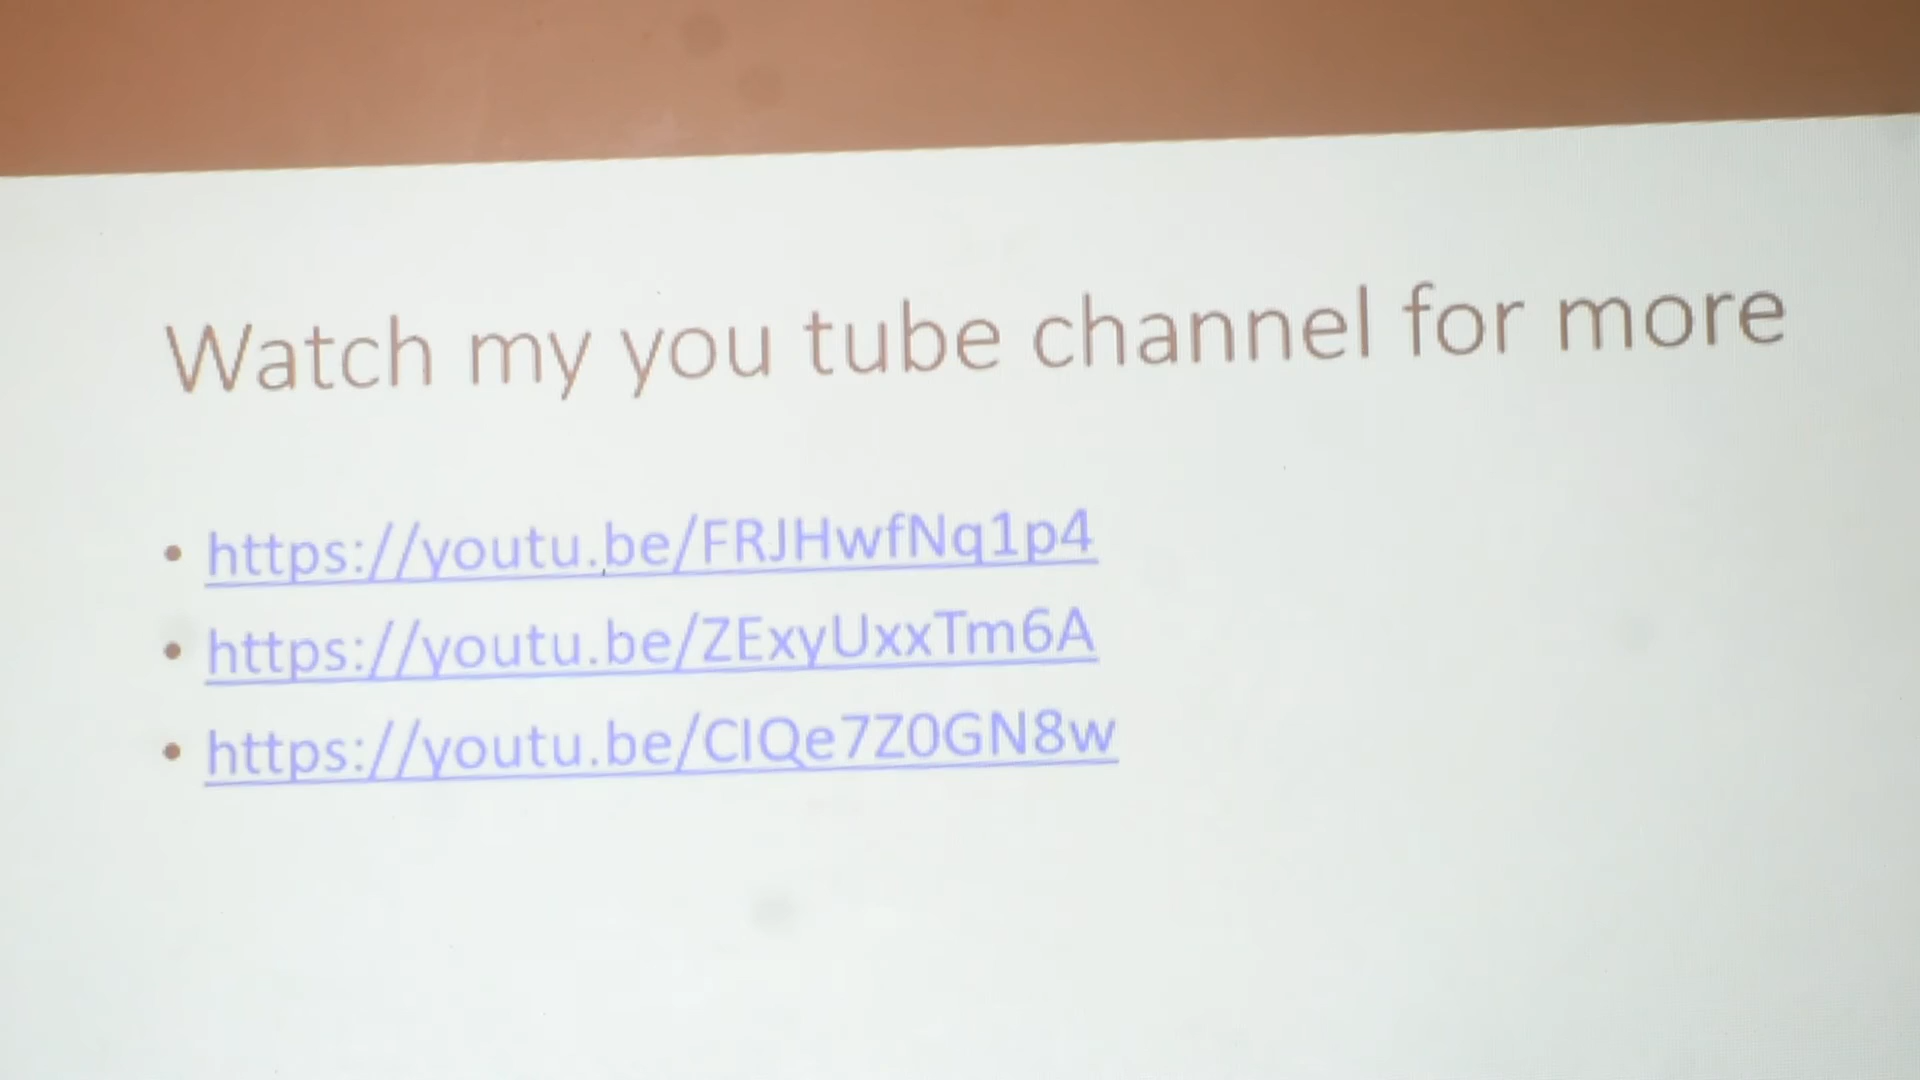 Watch my you tube channel for more
• https://youtu.be/FRJHwfNq1p4
• https://youtu.be/ZExyUxxTm6A
• https://youtu.be/CIQe7Z0GN8w